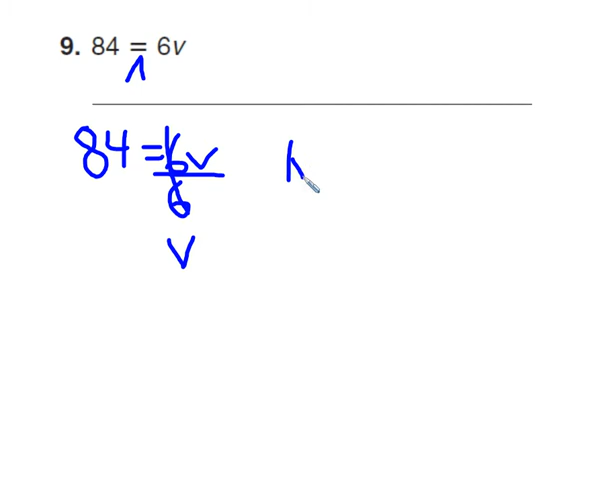 9. 84 = 6v
84 = 6v
6
v